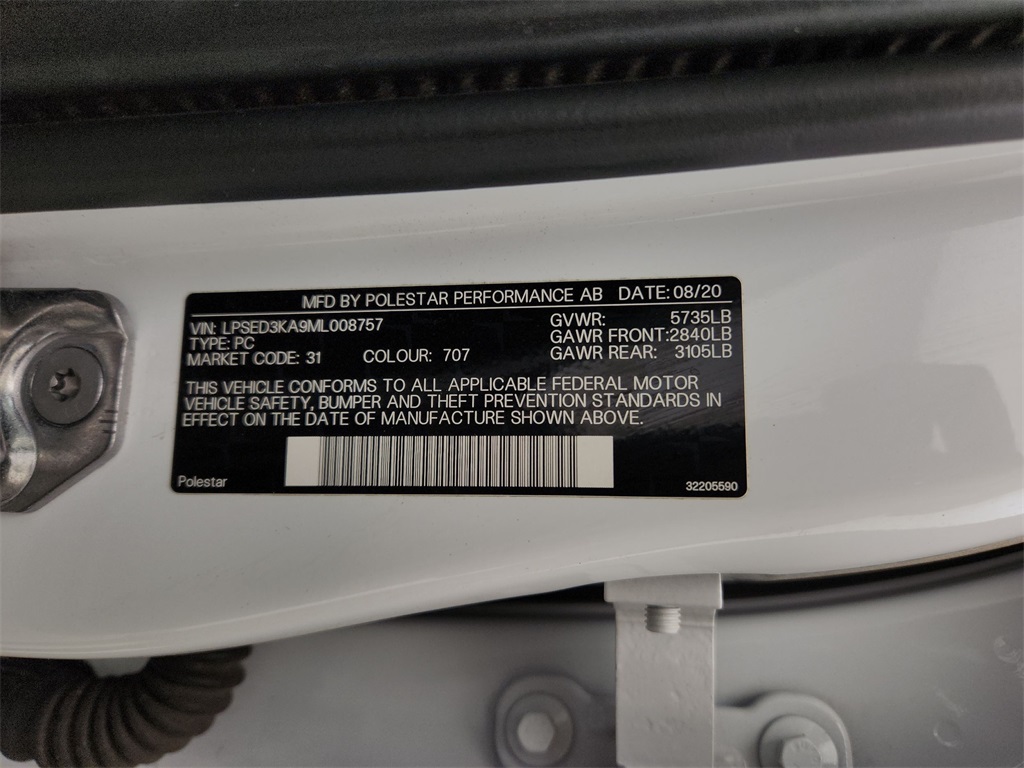 MFD BY POLESTAR PERFORMANCE AB DATE: 08/20
VIN: LPSED3KA9ML008757 GVWR: 5735LB
TYPE: PC GAWR FRONT: 2840LB
MARKET CODE: 31 COLOUR: 707 GAWR REAR: 3105LB
THIS VEHICLE CONFORMS TO ALL APPLICABLE FEDERAL MOTOR
VEHICLE SAFETY, BUMPER AND THEFT PREVENTION STANDARDS IN
EFFECT ON THE DATE OF MANUFACTURE SHOWN ABOVE.
Polestar 32205590